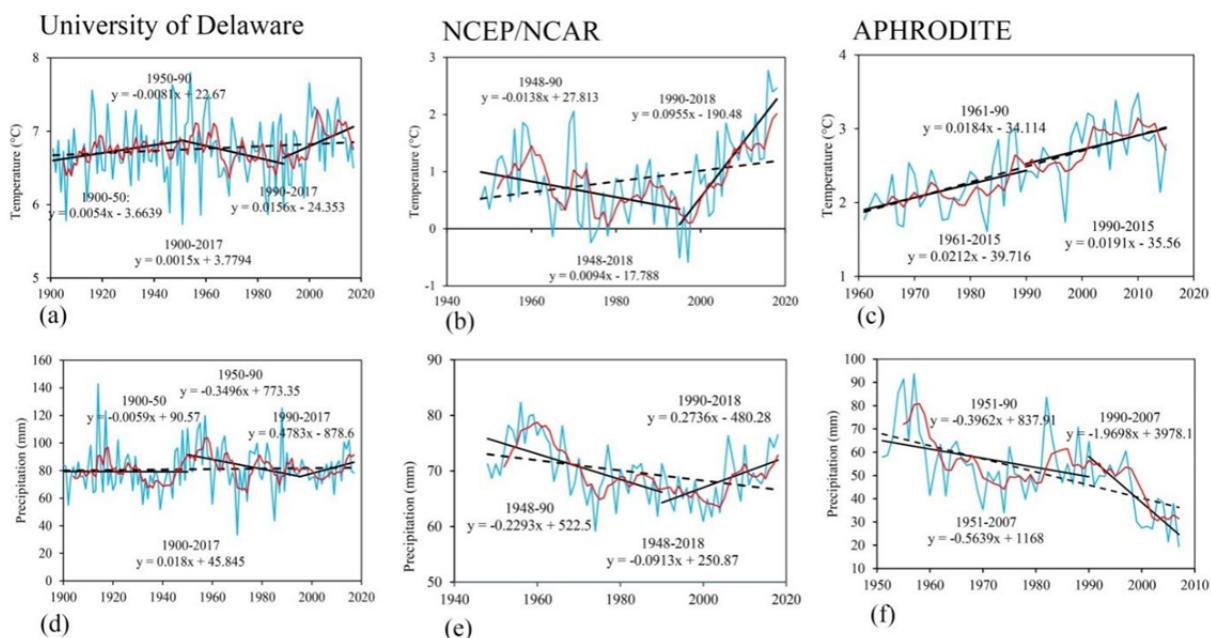 University of Delaware
NCEP/NCAR
APHRODITE
Temperature (°C)
8
7
6
5
1950-90
y = -0.0081x + 22.67
1900-50:
y = 0.0054x - 3.6639
1990-2017
y = 0.0156x - 24.353
1900-2017
y = 0.0015x + 3.7794
1900 1920 1940 1960 1980 2000 2020
(a)
Temperature (°C)
3
2
1
0
-1
1948-90
y = -0.0138x + 27.813
1990-2018
y = 0.0955x - 190.48
1948-2018
y = 0.0094x - 17.788
1940 1960 1980 2000 2020
(b)
Temperature (°C)
4
3
2
1
1961-90
y = 0.0184x - 34.114
1961-2015
y = 0.0212x - 39.716
1990-2015
y = 0.0191x - 35.56
1960 1970 1980 1990 2000 2010 2020
(c)
Precipitation (mm)
160
140
120
100
80
60
40
20
0
1950-90
y = -0.3496x + 773.35
1900-50
y = -0.0059x + 90.57
1990-2017
y = 0.4783x - 878.6
1900-2017
y = 0.018x + 45.845
1900 1920 1940 1960 1980 2000 2020
(d)
Precipitation (mm)
90
80
70
60
50
1990-2018
y = 0.2736x - 480.28
1948-90
y = -0.2293x + 522.5
1948-2018
y = -0.0913x + 250.87
1940 1960 1980 2000 2020
(e)
Precipitation (mm)
100
90
80
70
60
50
40
30
20
10
1951-90
y = -0.3962x + 837.91
1990-2007
y = -1.9698x + 3978.1
1951-2007
y = -0.5639x + 1168
1950 1960 1970 1980 1990 2000 2010
(f)